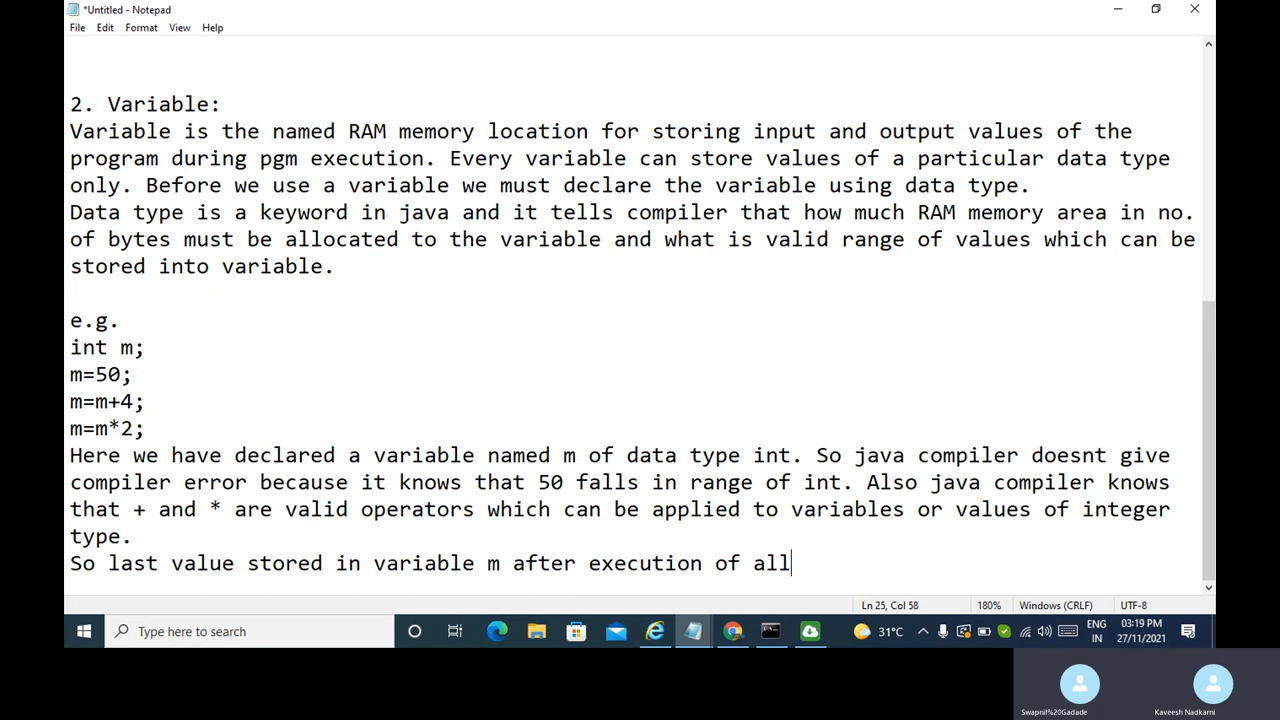 *Untitled - Notepad
File Edit Format View Help
2. Variable:
Variable is the named RAM memory location for storing input and output values of the
program during pgm execution. Every variable can store values of a particular data type
only. Before we use a variable we must declare the variable using data type.
Data type is a keyword in java and it tells compiler that how much RAM memory area in no.
of bytes must be allocated to the variable and what is valid range of values which can be
stored into variable.
e.g.
int m;
m=50;
m=m+4;
m=m*2;
Here we have declared a variable named m of data type int. So java compiler doesnt give
compiler error because it knows that 50 falls in range of int. Also java compiler knows
that + and * are valid operators which can be applied to variables or values of integer
type.
So last value stored in variable m after execution of all
Ln 25, Col 58 180% Windows (CRLF) UTF-8
Type here to search
31°C
ENG
IN
03:19 PM
27/11/2021
Swapnil%20Gadade
Kaveesh Nadkarni